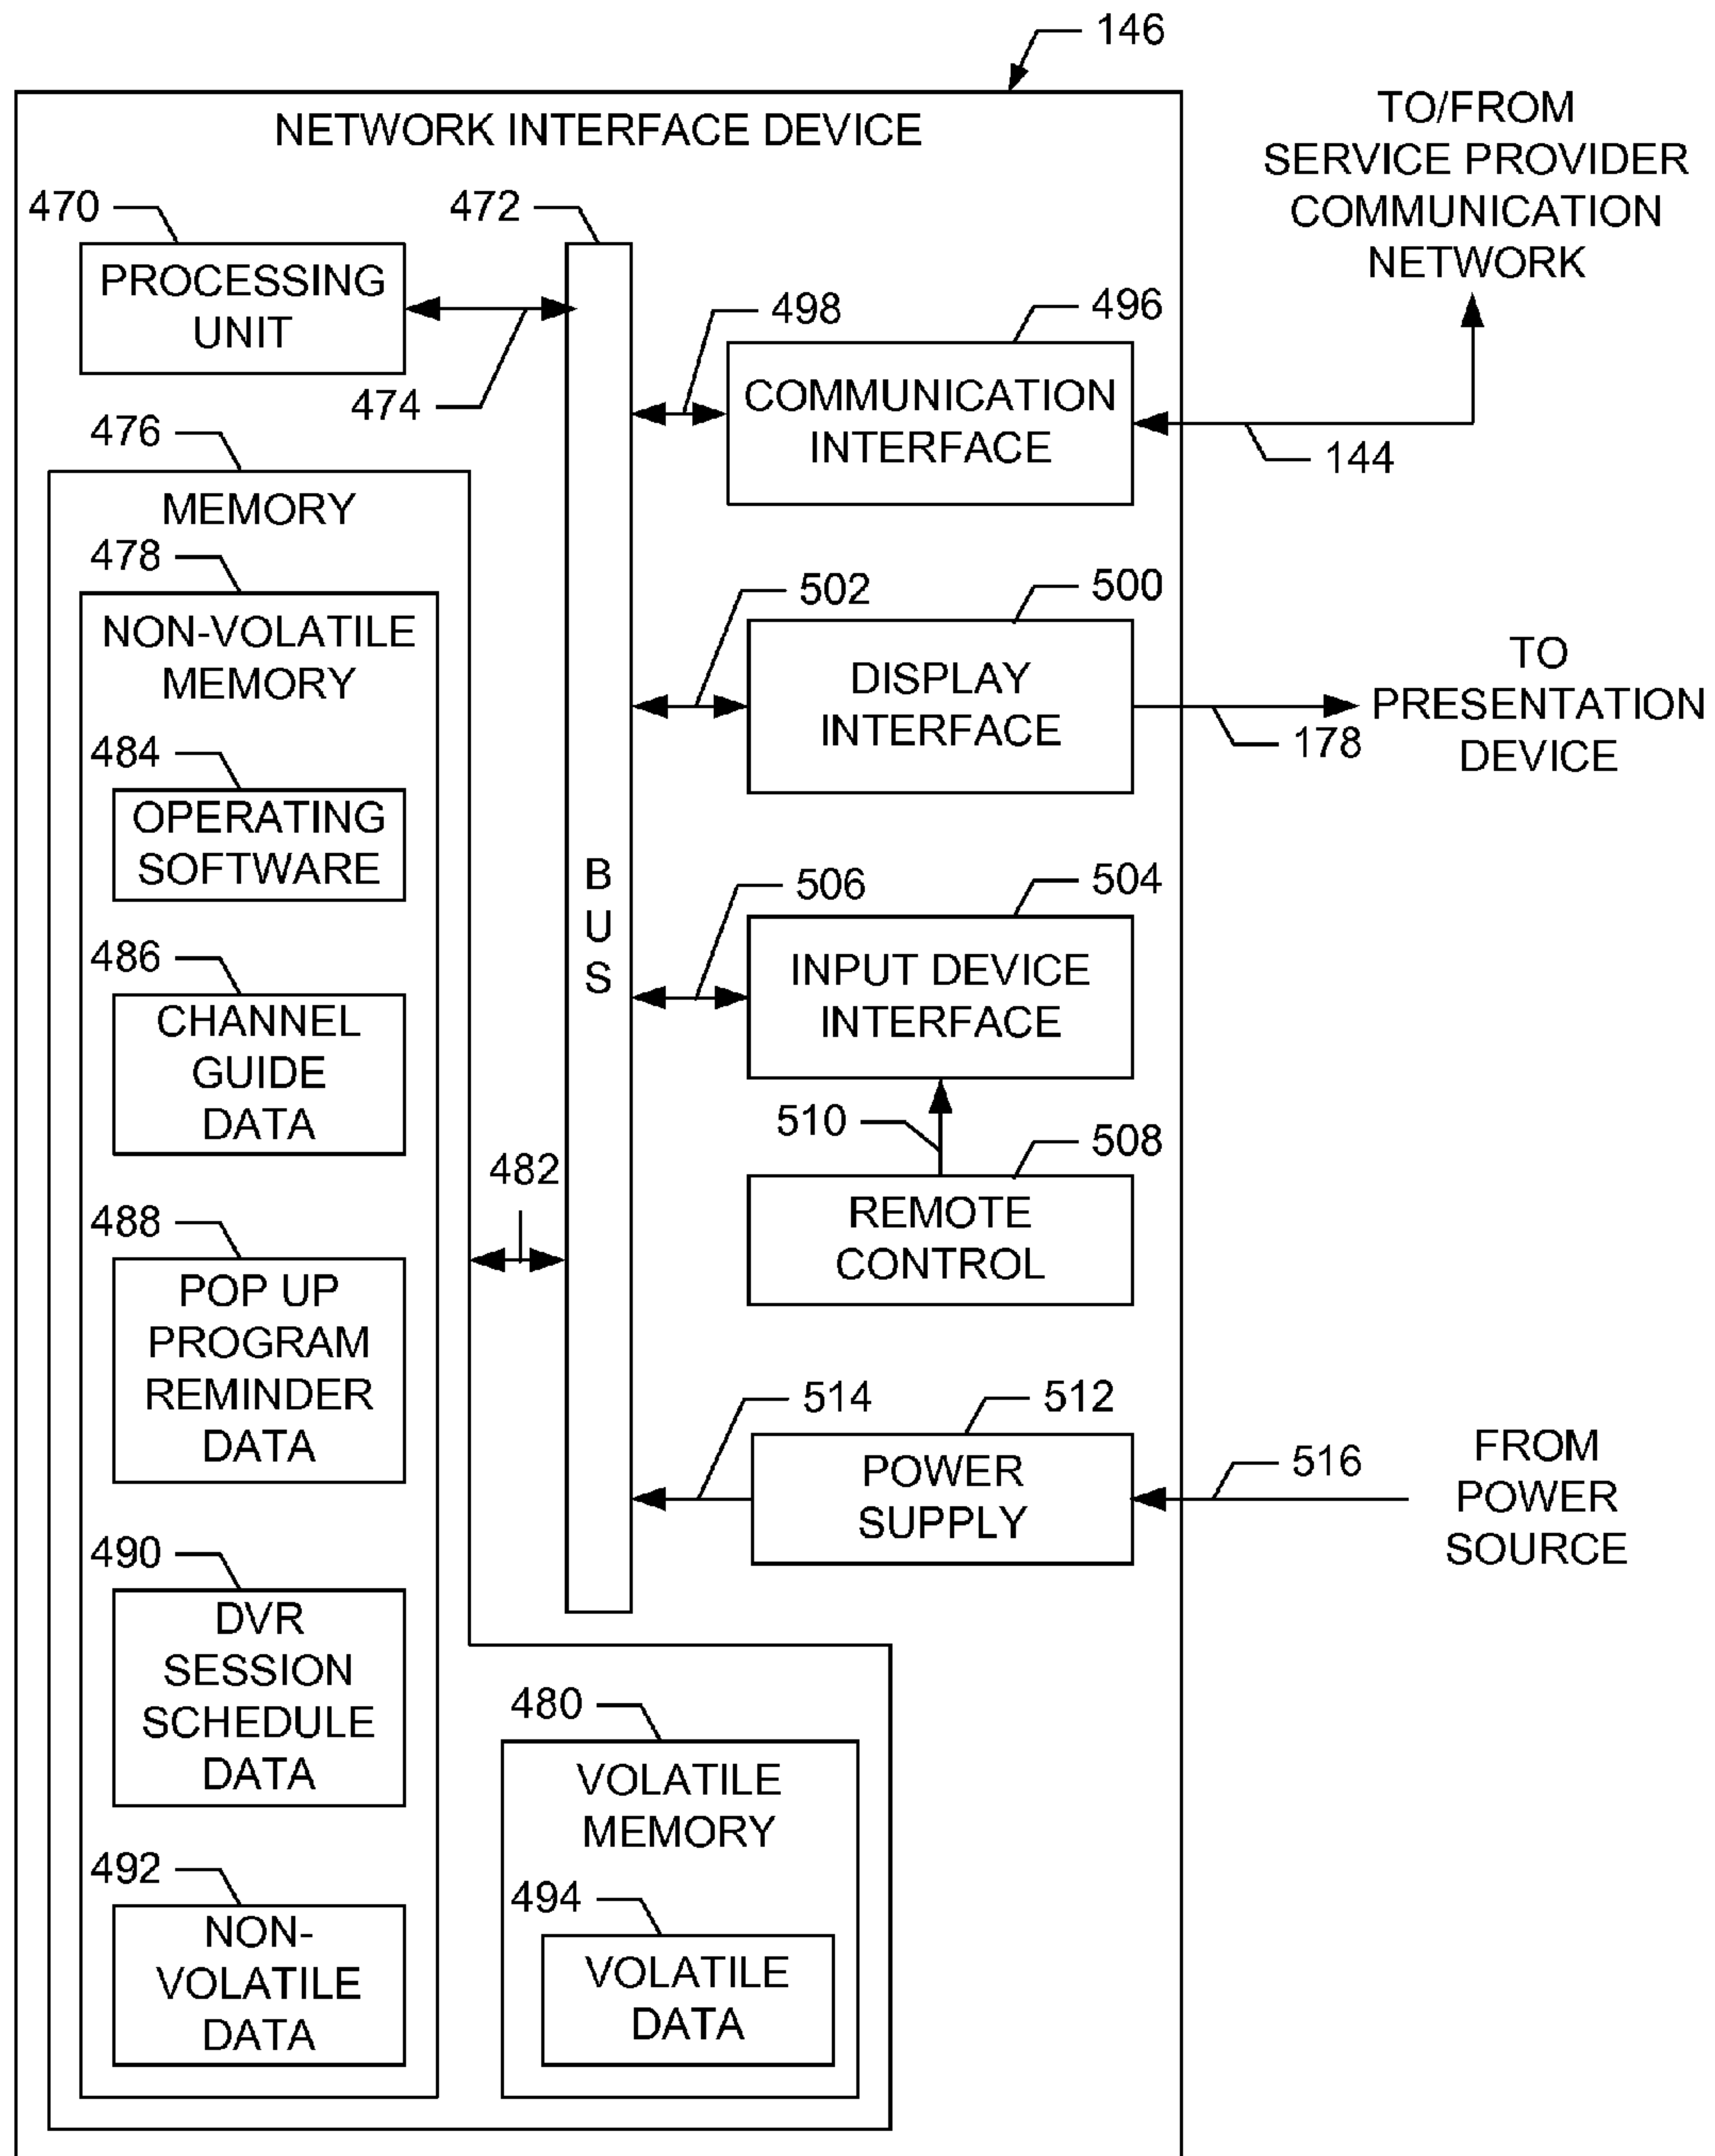 146
NETWORK INTERFACE DEVICE
TO/FROM
SERVICE PROVIDER
COMMUNICATION
NETWORK
470
472
PROCESSING
UNIT
474
498
496
COMMUNICATION
INTERFACE
144
476
MEMORY
478
NON-VOLATILE
MEMORY
484
OPERATING
SOFTWARE
486
CHANNEL
GUIDE
DATA
488
POP UP
PROGRAM
REMINDER
DATA
490
DVR
SESSION
SCHEDULE
DATA
492
NON-
VOLATILE
DATA
482
B
U
S
502
500
DISPLAY
INTERFACE
178
TO
PRESENTATION
DEVICE
506
504
INPUT DEVICE
INTERFACE
510
508
REMOTE
CONTROL
514
512
POWER
SUPPLY
516
FROM
POWER
SOURCE
480
VOLATILE
MEMORY
494
VOLATILE
DATA